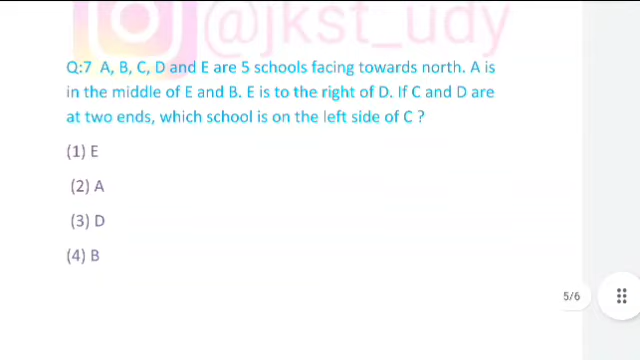 @jkst_udy
Q:7 A, B, C, D and E are 5 schools facing towards north. A is
in the middle of E and B. E is to the right of D. If C and D are
at two ends, which school is on the left side of C ?
(1) E
(2) A
(3) D
(4) B
5/6